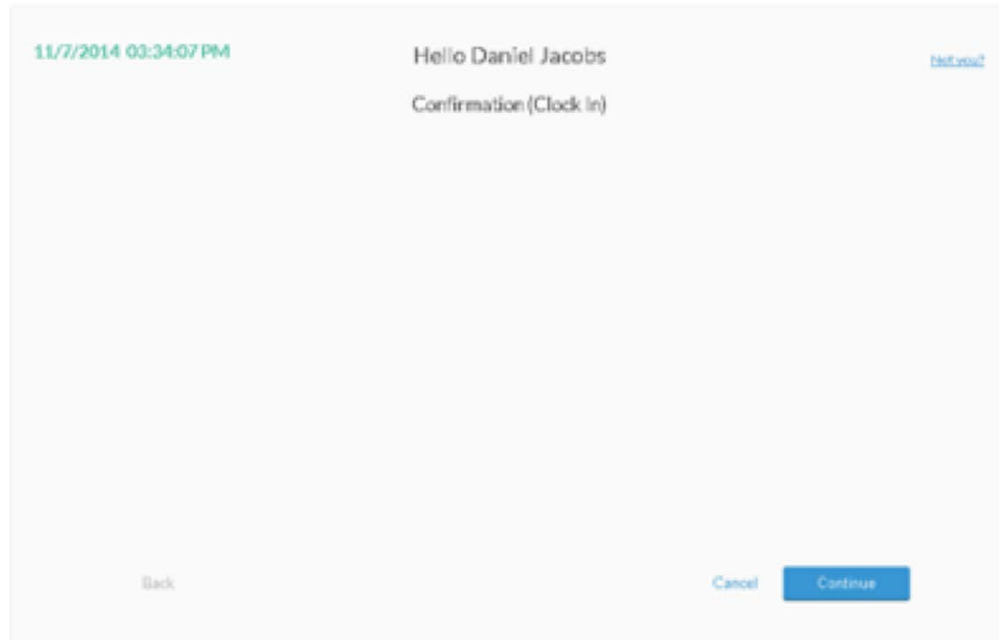 11/7/2014 03:34:07 PM
Hello Daniel Jacobs
Not you?
Confirmation (Clock In)
Back
Cancel
Continue